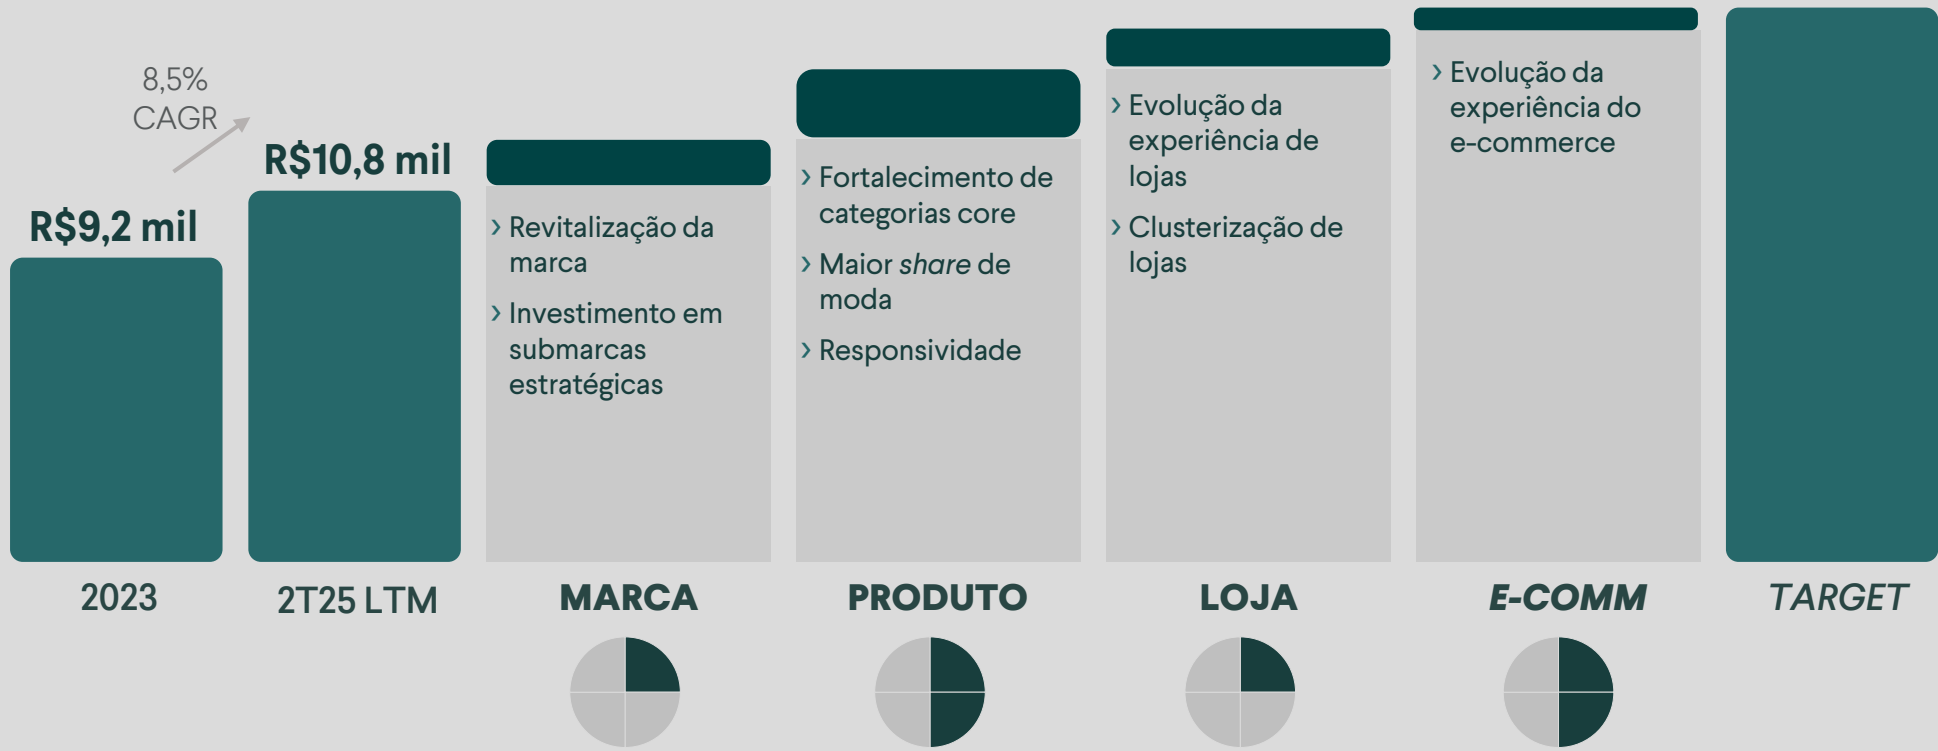 8,5%
CAGR
R$9,2 mil
R$10,8 mil
› Revitalização da
marca
› Investimento em
submarcas
estratégicas
› Fortalecimento de
categorias core
› Maior share de
moda
› Responsividade
› Evolução da
experiência de
lojas
› Clusterização de
lojas
› Evolução da
experiência do
e-commerce
2023
2T25 LTM
MARCA
PRODUTO
LOJA
E-COMM
TARGET